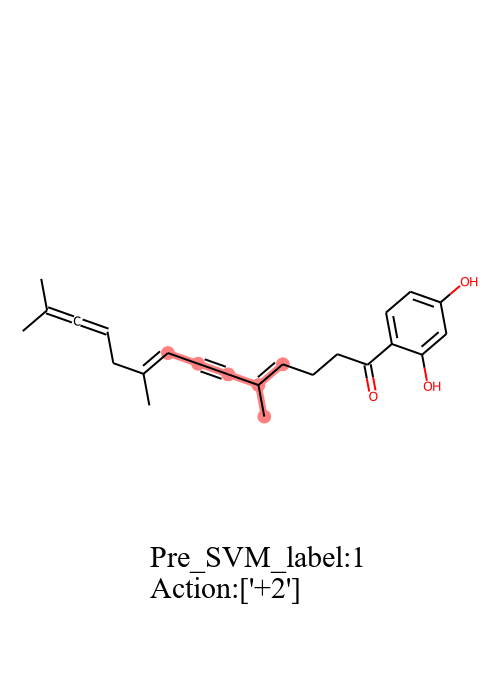 OH
C
OH
O
Pre_SVM_label:1
Action:['+2']